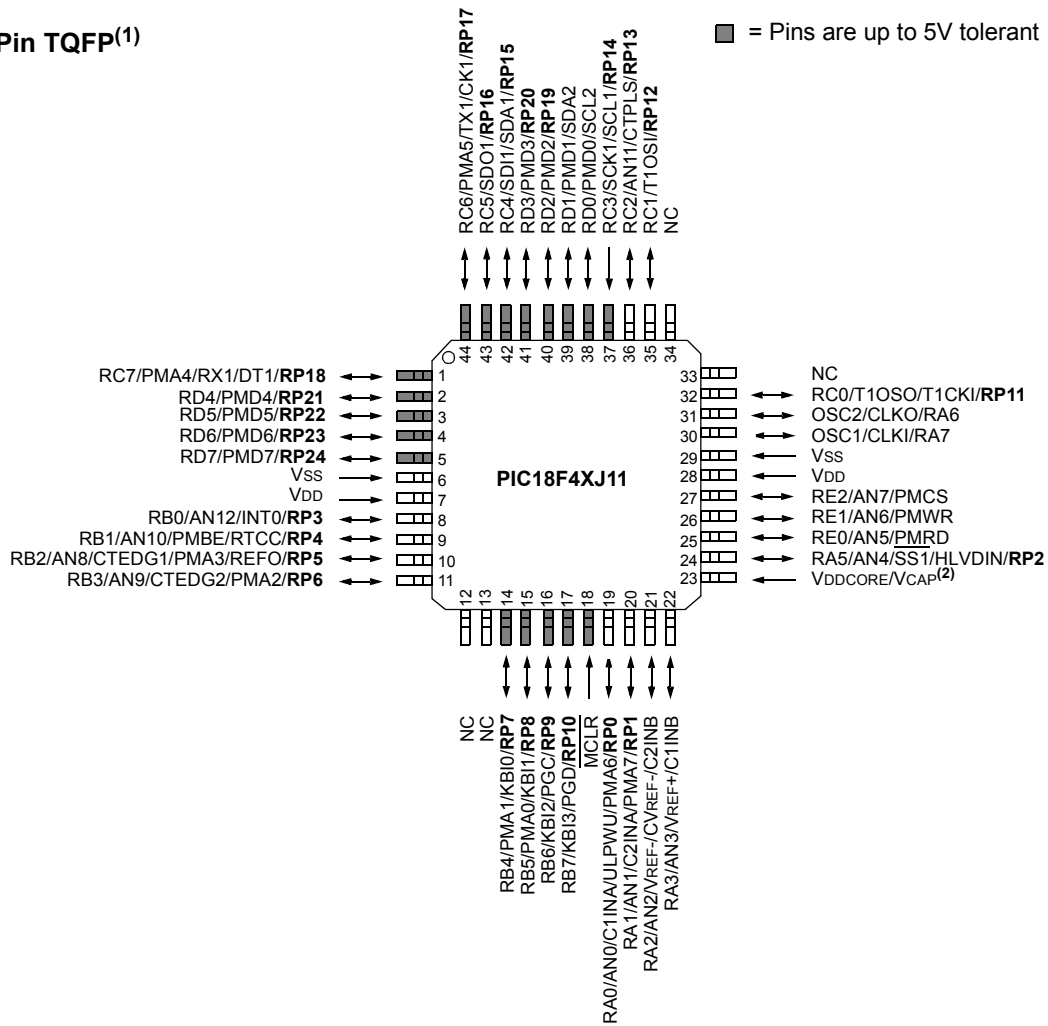 Pin TQFP(1)
= Pins are up to 5V tolerant
RC6/PMA5/TX1/CK1/RP17
RC5/SDO1/RP16
RC4/SDI1/SDA1/RP15
RD3/PMD3/RP20
RD2/PMD2/RP19
RD1/PMD1/SDA2
RD0/PMD0/SCL2
RC3/SCK1/SCL1/RP14
RC2/AN11/CTPLS/RP13
RC1/T1OSI/RP12
NC
44 43 42 41 40 39 38 37 36 35 34
RC7/PMA4/RX1/DT1/RP18 1
RD4/PMD4/RP21 2
RD5/PMD5/RP22 3
RD6/PMD6/RP23 4
RD7/PMD7/RP24 5
VSS 6
VDD 7
RB0/AN12/INT0/RP3 8
RB1/AN10/PMBE/RTCC/RP4 9
RB2/AN8/CTEDG1/PMA3/REFO/RP5 10
RB3/AN9/CTEDG2/PMA2/RP6 11
PIC18F4XJ11
33 NC
32 RC0/T1OSO/T1CKI/RP11
31 OSC2/CLKO/RA6
30 OSC1/CLKI/RA7
29 VSS
28 VDD
27 RE2/AN7/PMCS
26 RE1/AN6/PMWR
25 RE0/AN5/PMRD
24 RA5/AN4/SS1/HLVDIN/RP2
23 VDDCORE/VCAP(2)
12 13 14 15 16 17 18 19 20 21 22
NC
NC
RB4/PMA1/KBI0/RP7
RB5/PMA0/KBI1/RP8
RB6/KBI2/PGC/RP9
RB7/KBI3/PGD/RP10
MCLR
RA0/AN0/C1INA/ULPWU/PMA6/RP0
RA1/AN1/C2INA/PMA7/RP1
RA2/AN2/VREF-/CVREF-/C2INB
RA3/AN3/VREF+/C1INB